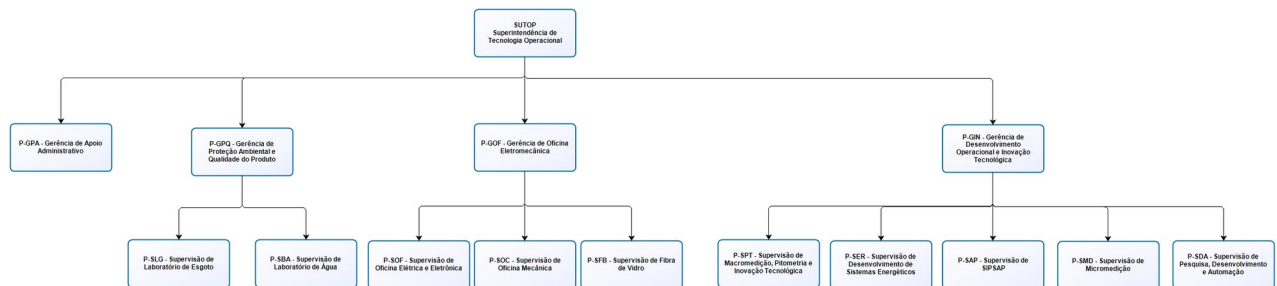 SUTOP
Superintendência de
Tecnologia Operacional
P-GPA - Gerência de Apoio
Administrativo
P-GPQ - Gerência de
Proteção Ambiental e
Qualidade do Produto
P-GOF - Gerência de Oficina
Eletromecânica
P-GIN - Gerência de
Desenvolvimento
Operacional e Inovação
Tecnológica
P-SLG - Supervisão de
Laboratório de Esgoto
P-SBA - Supervisão de
Laboratório de Água
P-SOF - Supervisão de
Oficina Elétrica e Eletrônica
P-SOC - Supervisão de
Oficina Mecânica
P-SFB - Supervisão de Fibra
de Vidro
P-SPT - Supervisão de
Macromedição, Pitometria e
Inovação Tecnológica
P-SER - Supervisão de
Desenvolvimento de
Sistemas Energéticos
P-SAP - Supervisão de
SIPSAP
P-SMD - Supervisão de
Micromedição
P-SDA - Supervisão de
Pesquisa, Desenvolvimento
e Automação